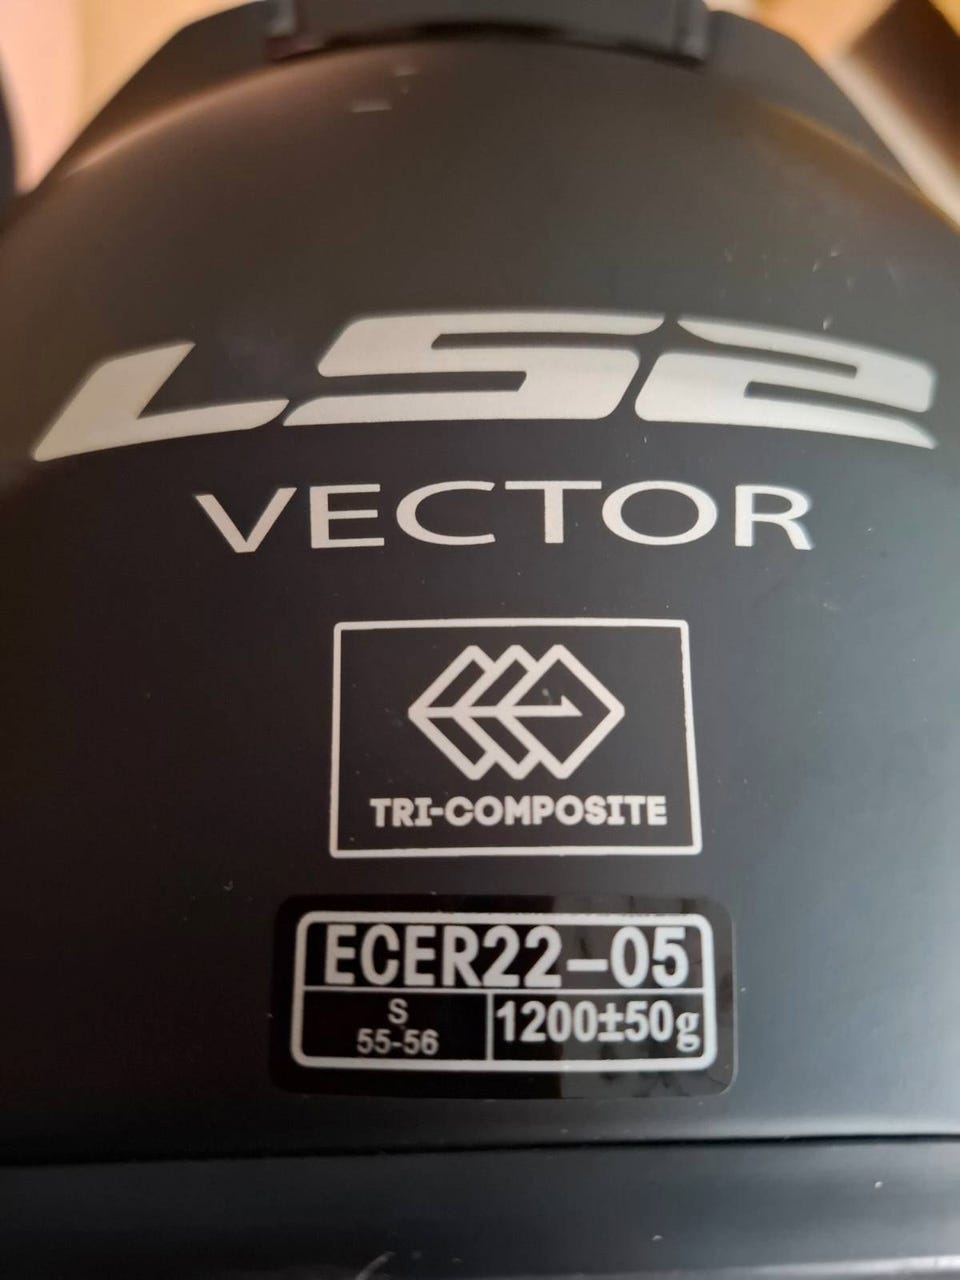 LS2
VECTOR
TRI-COMPOSITE
ECER22-05
S
55-56
1200±50g